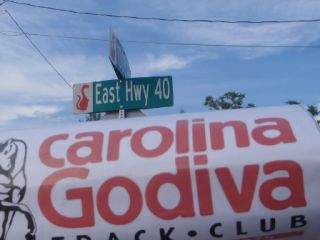 East Hwy 40
carolina
Godiva
TRACK • CLUB